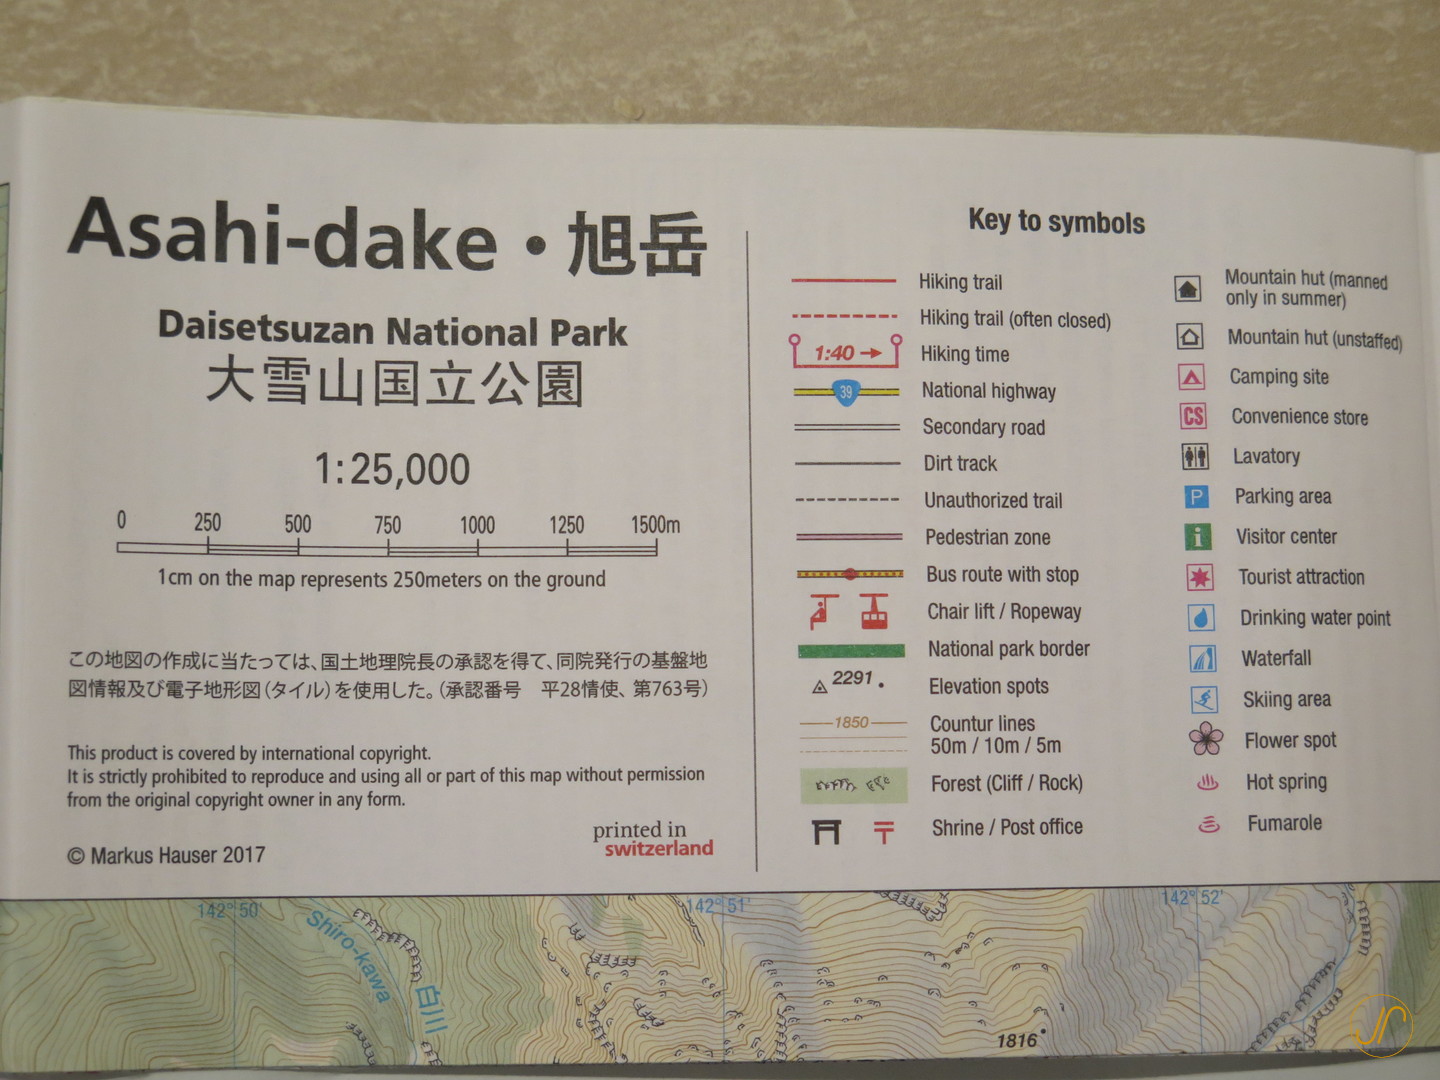 Asahi-dake・旭岳
Daisetsuzan National Park
大雪山国立公園
1:25,000
0 250 500 750 1000 1250 1500m
1cm on the map represents 250meters on the ground
この地図の作成に当たっては、国土地理院長の承認を得て、同院発行の基盤地
図情報及び電子地形図(タイル)を使用した。(承認番号　平28情使、第763号)
This product is covered by international copyright.
It is strictly prohibited to reproduce and using all or part of this map without permission
from the original copyright owner in any form.
© Markus Hauser 2017
printed in
switzerland
Key to symbols
Hiking trail
Hiking trail (often closed)
1:40 → Hiking time
39 National highway
Secondary road
Dirt track
Unauthorized trail
Pedestrian zone
Bus route with stop
Chair lift / Ropeway
National park border
2291 Elevation spots
1850 Countur lines
50m / 10m / 5m
Forest (Cliff / Rock)
Shrine / Post office
Mountain hut (manned
only in summer)
Mountain hut (unstaffed)
Camping site
CS Convenience store
Lavatory
P Parking area
i Visitor center
Tourist attraction
Drinking water point
Waterfall
Skiing area
Flower spot
Hot spring
Fumarole
142° 50' 142° 51' 142° 52'
Shiro-kawa
白川
1816